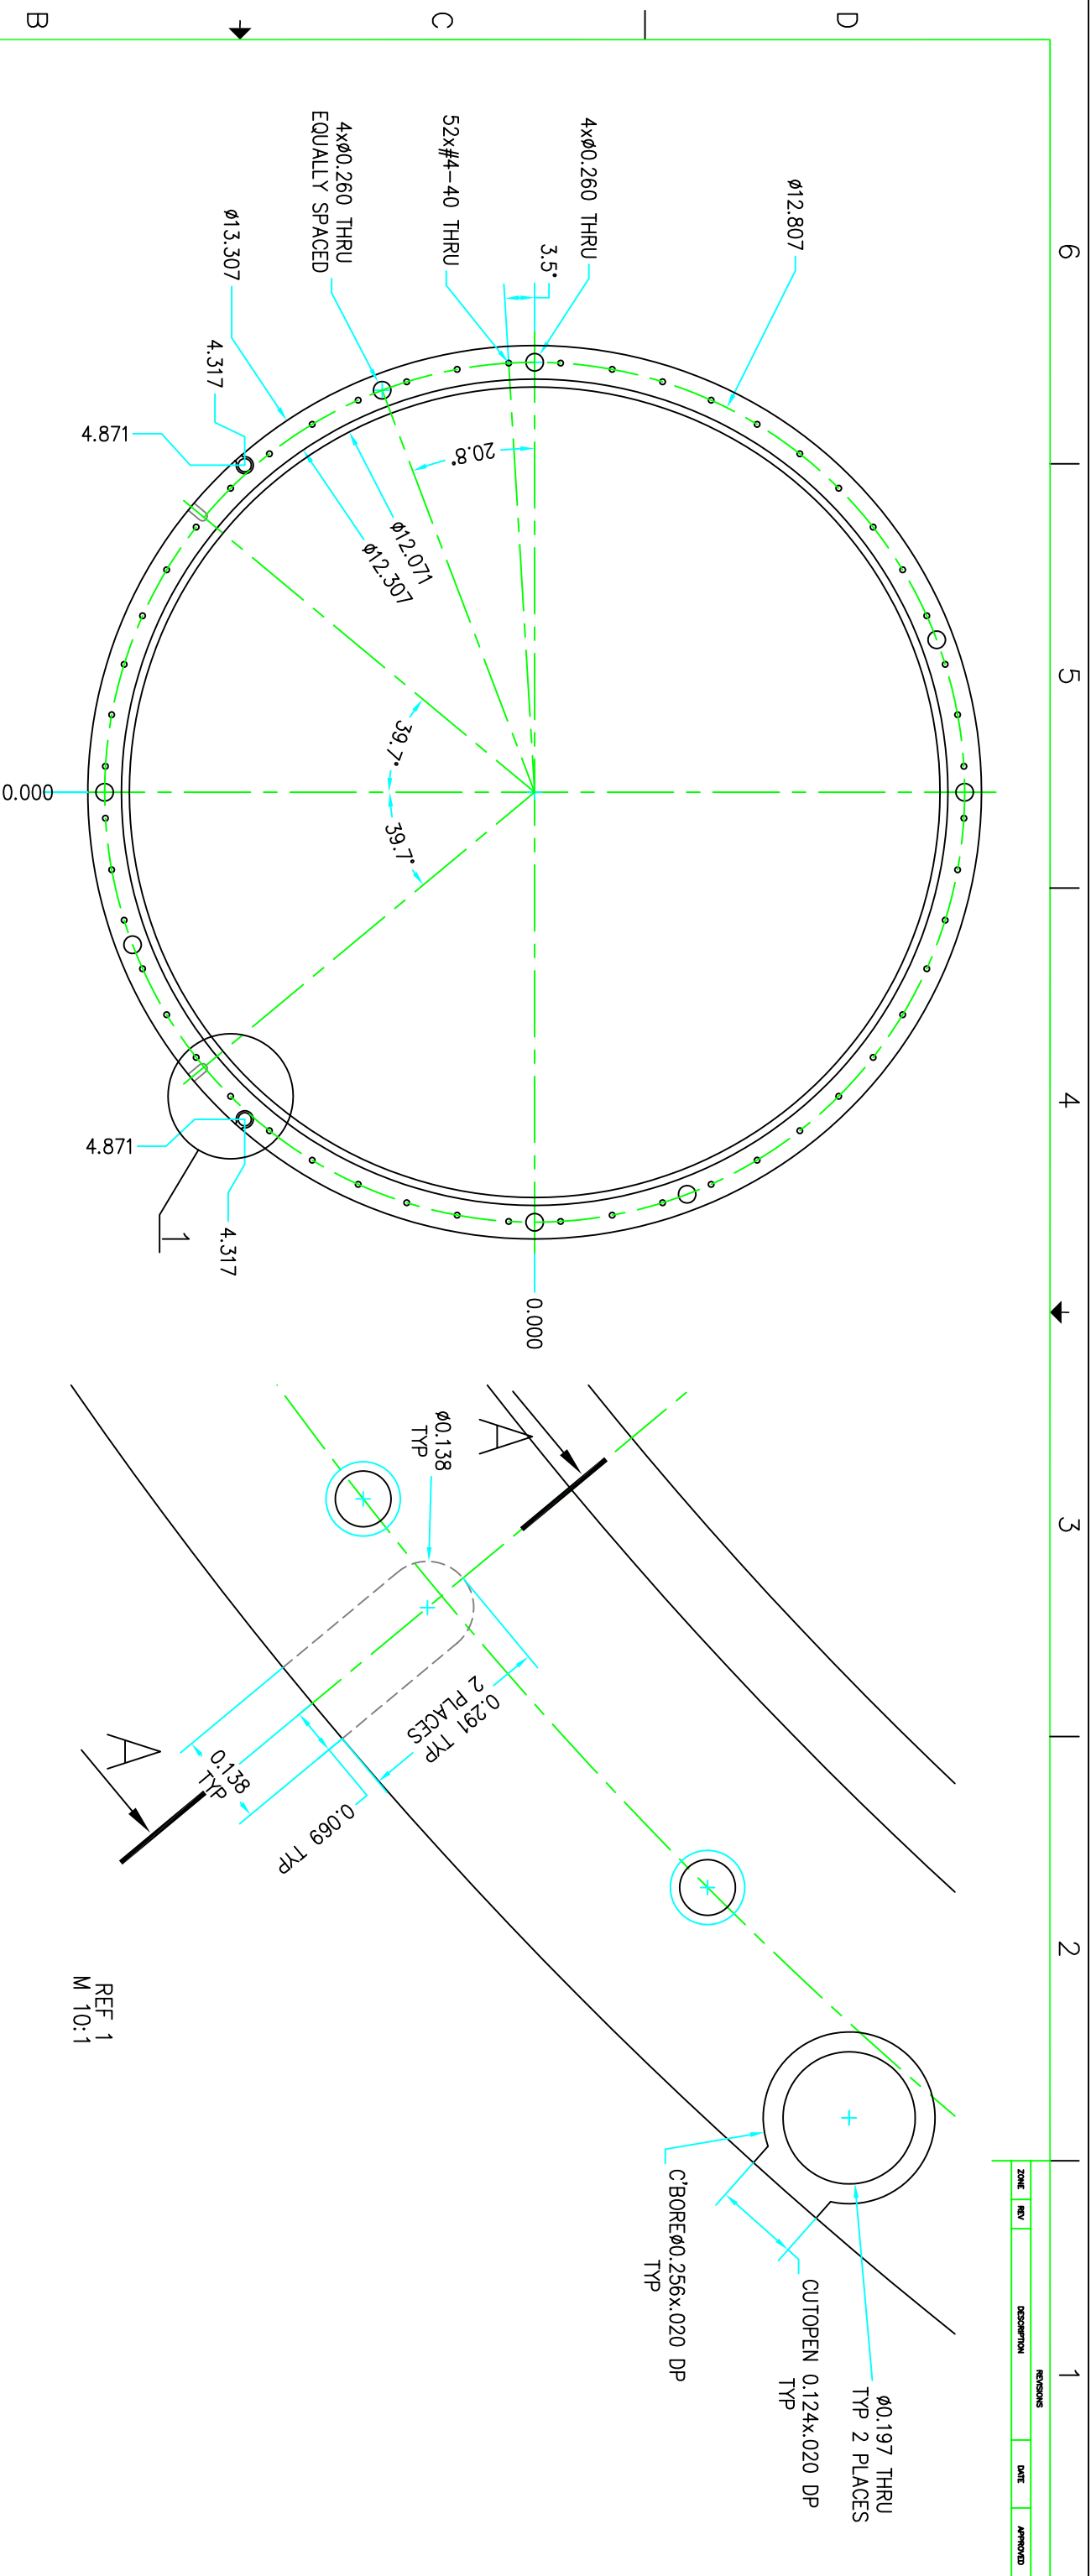 6
5
4
3
2
1
D
C
B
REVISIONS
ZONE
REV
DESCRIPTION
DATE
APPROVED
Ø12.807
4xØ0.260 THRU
3.5°
52x#4-40 THRU
4xØ0.260 THRU
EQUALLY SPACED
20.8°
Ø13.307
4.317
4.871
Ø12.071
Ø12.307
39.7°
39.7°
0.000
0.000
4.871
4.317
1
A
Ø0.138
TYP
0.291 TYP
2 PLACES
A
0.138
TYP
0.069 TYP
Ø0.197 THRU
TYP 2 PLACES
CUTOPEN 0.124x.020 DP
TYP
C'BOREØ0.256x.020 DP
TYP
REF 1
M 10:1